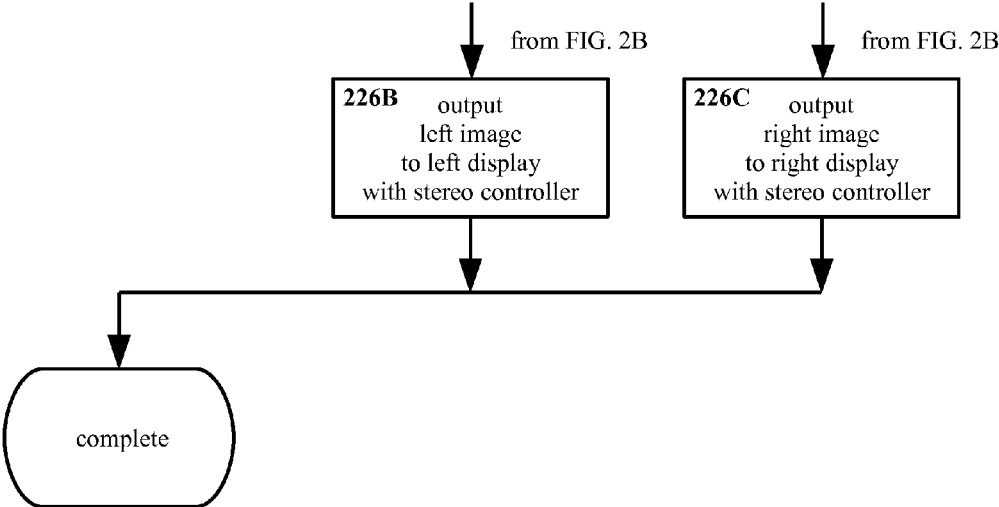 from FIG. 2B
from FIG. 2B
226B
output
left image
to left display
with stereo controller
226C
output
right image
to right display
with stereo controller
complete